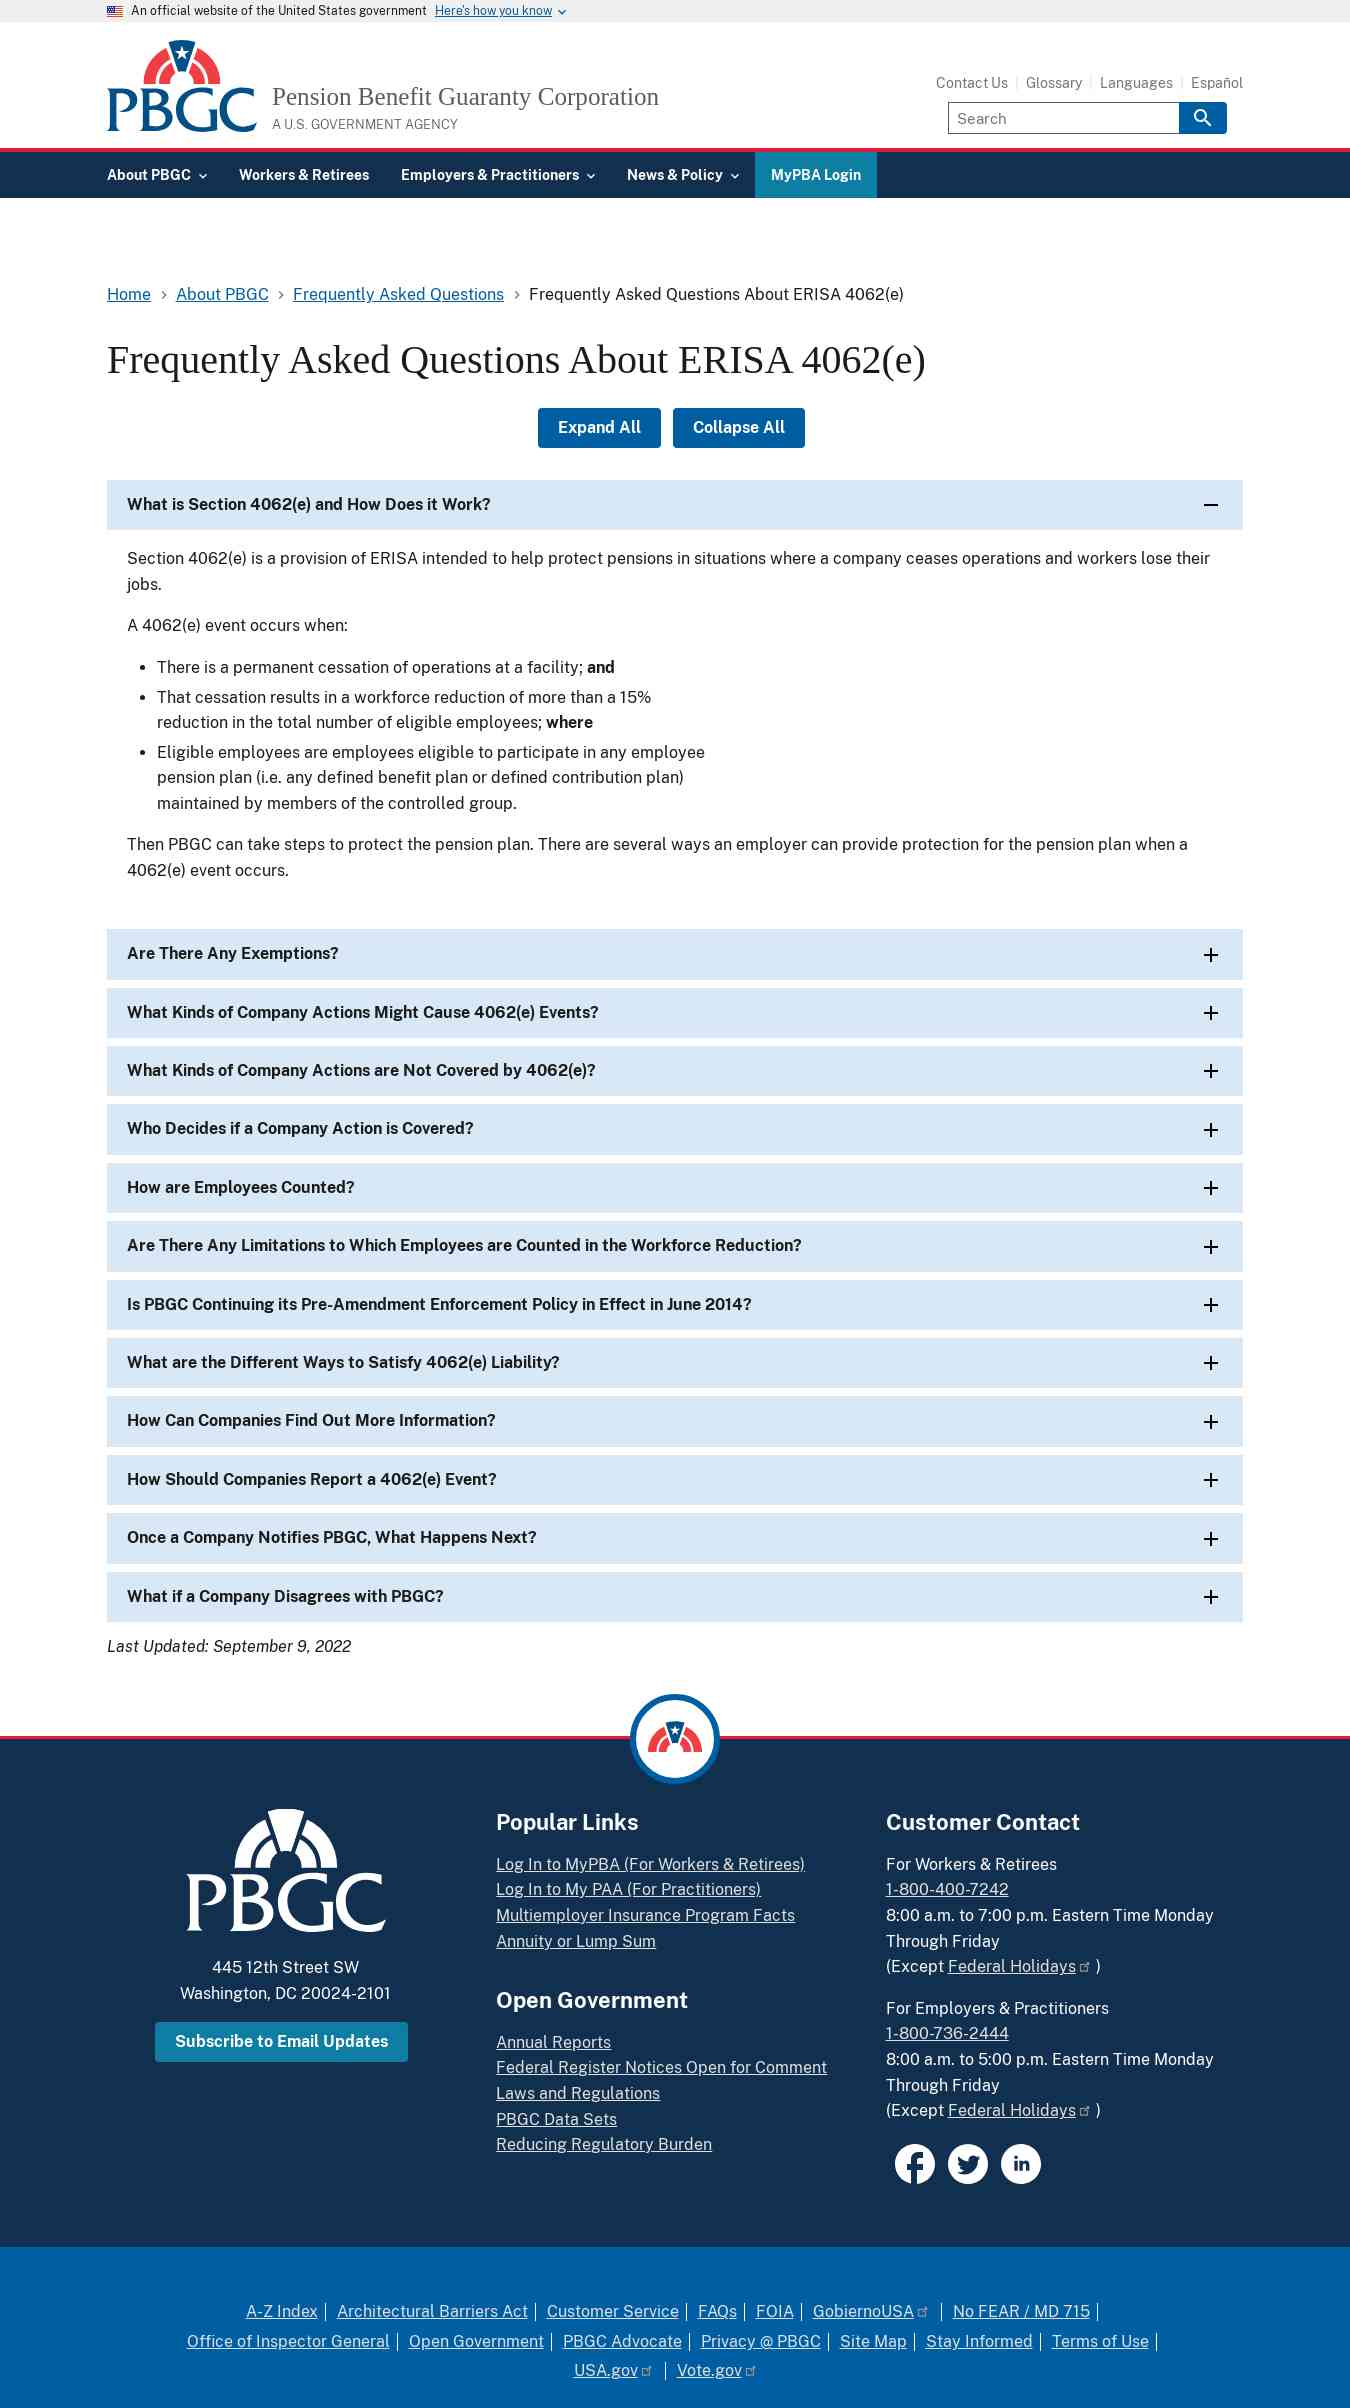 An official website of the United States government Here's how you know
PBGC
Pension Benefit Guaranty Corporation
A U.S. GOVERNMENT AGENCY
Contact Us Glossary Languages Español
Search
About PBGC Workers & Retirees Employers & Practitioners News & Policy MyPBA Login
Home About PBGC Frequently Asked Questions Frequently Asked Questions About ERISA 4062(e)
Frequently Asked Questions About ERISA 4062(e)
Expand All Collapse All
What is Section 4062(e) and How Does it Work?
Section 4062(e) is a provision of ERISA intended to help protect pensions in situations where a company ceases operations and workers lose their
jobs.
A 4062(e) event occurs when:
• There is a permanent cessation of operations at a facility; and
• That cessation results in a workforce reduction of more than a 15%
reduction in the total number of eligible employees; where
• Eligible employees are employees eligible to participate in any employee
pension plan (i.e. any defined benefit plan or defined contribution plan)
maintained by members of the controlled group.
Then PBGC can take steps to protect the pension plan. There are several ways an employer can provide protection for the pension plan when a
4062(e) event occurs.
Are There Any Exemptions?
What Kinds of Company Actions Might Cause 4062(e) Events?
What Kinds of Company Actions are Not Covered by 4062(e)?
Who Decides if a Company Action is Covered?
How are Employees Counted?
Are There Any Limitations to Which Employees are Counted in the Workforce Reduction?
Is PBGC Continuing its Pre-Amendment Enforcement Policy in Effect in June 2014?
What are the Different Ways to Satisfy 4062(e) Liability?
How Can Companies Find Out More Information?
How Should Companies Report a 4062(e) Event?
Once a Company Notifies PBGC, What Happens Next?
What if a Company Disagrees with PBGC?
Last Updated: September 9, 2022
PBGC
445 12th Street SW
Washington, DC 20024-2101
Subscribe to Email Updates
Popular Links
Log In to MyPBA (For Workers & Retirees)
Log In to My PAA (For Practitioners)
Multiemployer Insurance Program Facts
Annuity or Lump Sum
Open Government
Annual Reports
Federal Register Notices Open for Comment
Laws and Regulations
PBGC Data Sets
Reducing Regulatory Burden
Customer Contact
For Workers & Retirees
1-800-400-7242
8:00 a.m. to 7:00 p.m. Eastern Time Monday
Through Friday
(Except Federal Holidays )
For Employers & Practitioners
1-800-736-2444
8:00 a.m. to 5:00 p.m. Eastern Time Monday
Through Friday
(Except Federal Holidays )
A-Z Index Architectural Barriers Act Customer Service FAQs FOIA GobiernoUSA No FEAR / MD 715
Office of Inspector General Open Government PBGC Advocate Privacy @ PBGC Site Map Stay Informed Terms of Use
USA.gov Vote.gov